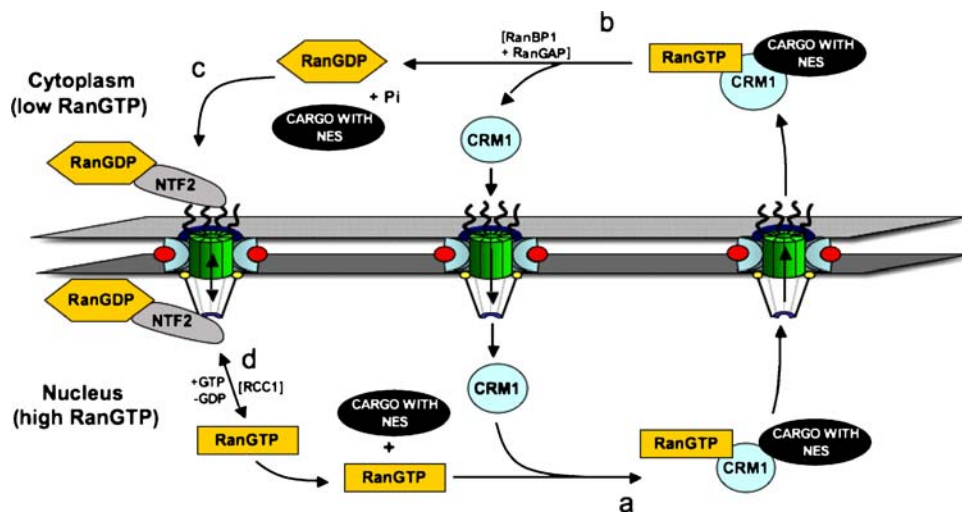 b
[RanBP1
+ RanGAP]
RanGTP
CARGO WITH
NES
CRM1
c
RanGDP
+ Pi
CARGO WITH
NES
Cytoplasm
(low RanGTP)
CRM1
RanGDP
NTF2
RanGDP
NTF2
d
+GTP
-GDP
[RCC1]
Nucleus
(high RanGTP)
CRM1
CARGO WITH
NES
+
RanGTP
RanGTP
RanGTP
CARGO WITH
NES
CRM1
a